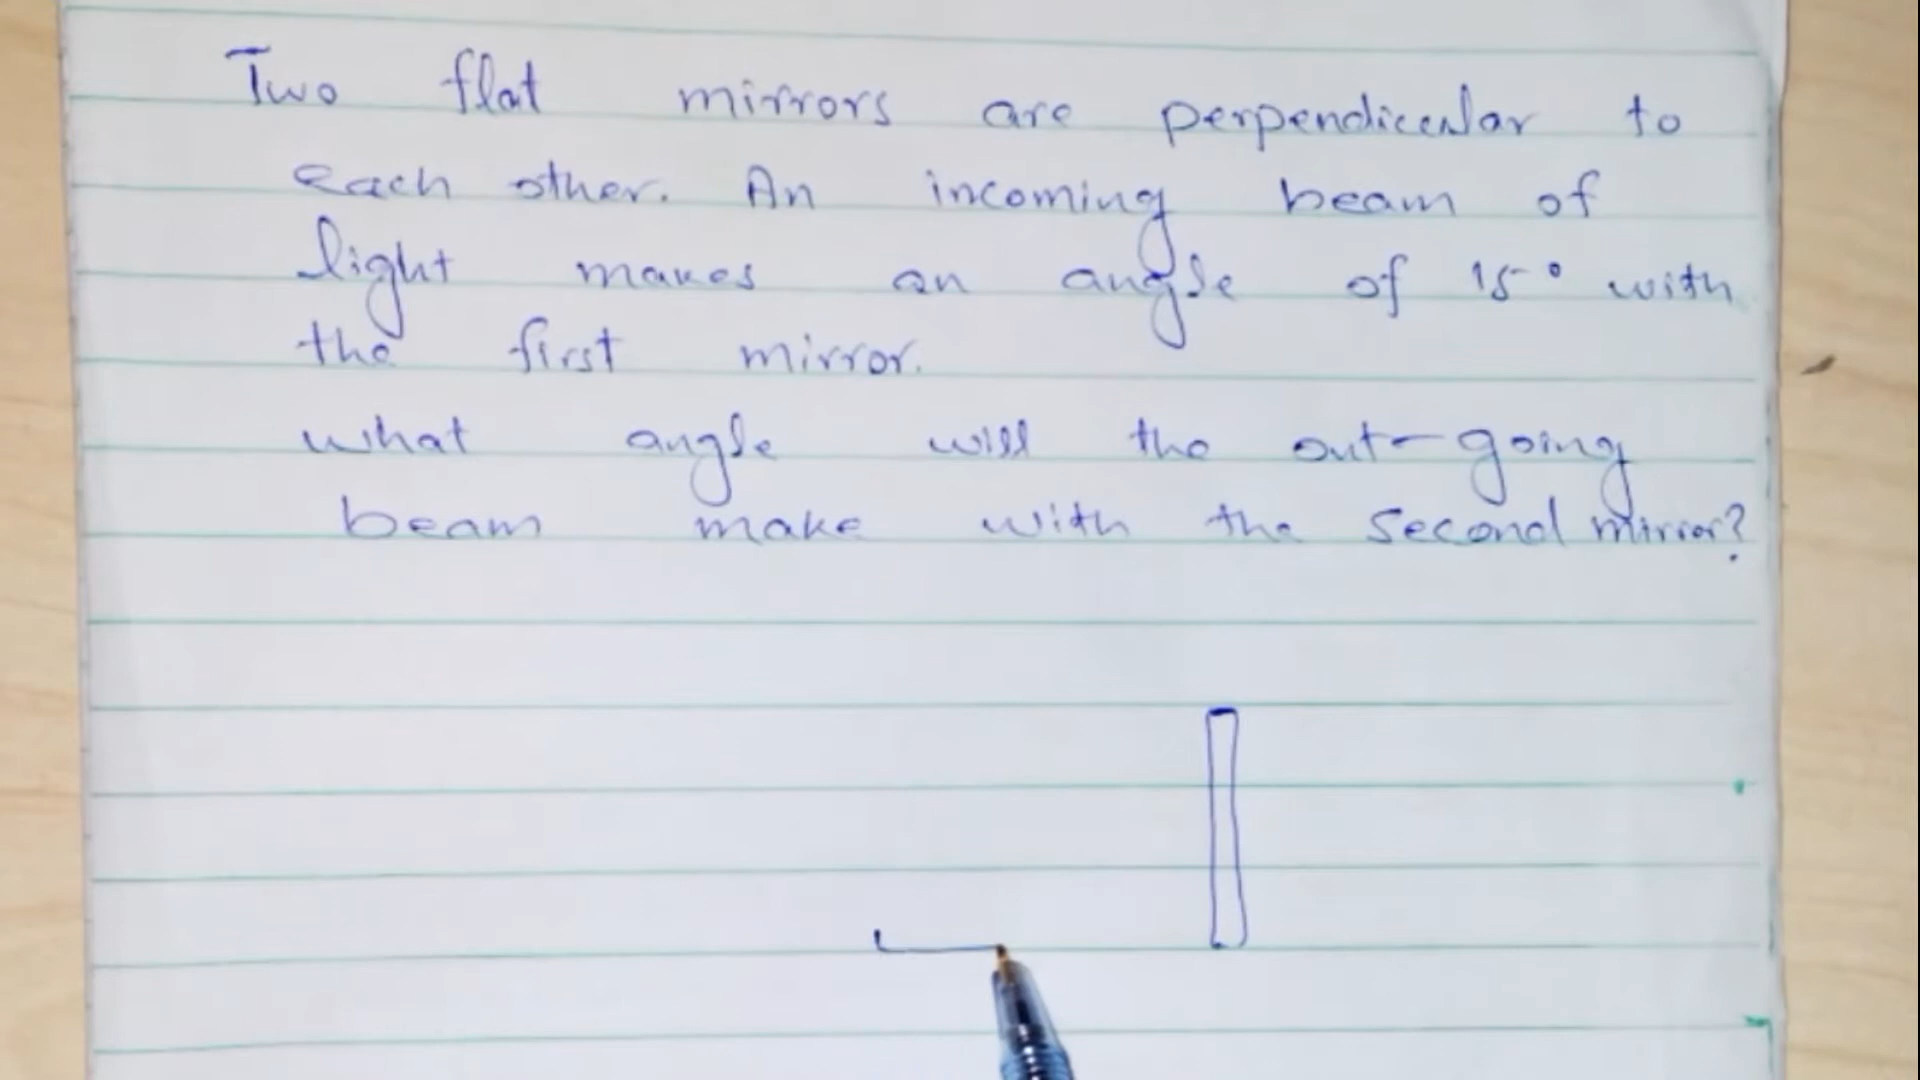 Two flat mirrors are perpendicular to
each other. An incoming beam of
light makes an angle of 15° with
the first mirror.
what angle will the out-going
beam make with the second mirror?